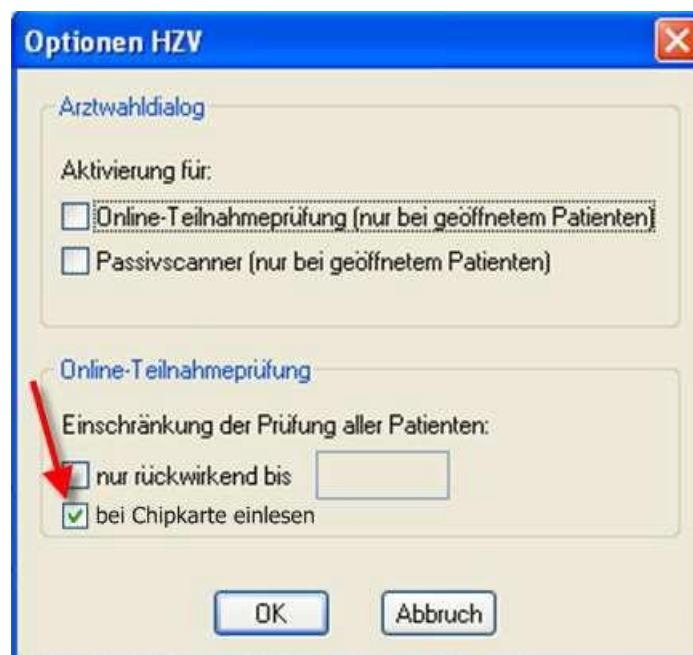 Optionen HZV
Arztwahldialog
Aktivierung für:
Online-Teilnahmeprüfung (nur bei geöffnetem Patienten)
Passivscanner (nur bei geöffnetem Patienten)
Online-Teilnahmeprüfung
Einschränkung der Prüfung aller Patienten:
nur rückwirkend bis
bei Chipkarte einlesen
OK Abbruch